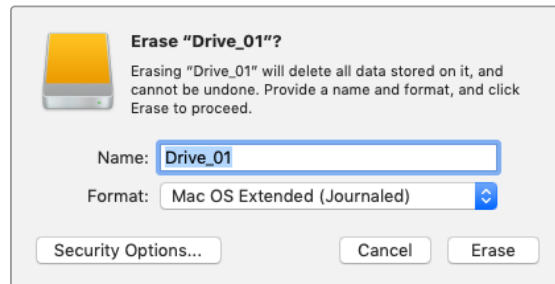 Erase “Drive_01”?
Erasing “Drive_01” will delete all data stored on it, and
cannot be undone. Provide a name and format, and click
Erase to proceed.
Name: Drive_01
Format: Mac OS Extended (Journaled)
Security Options... Cancel Erase